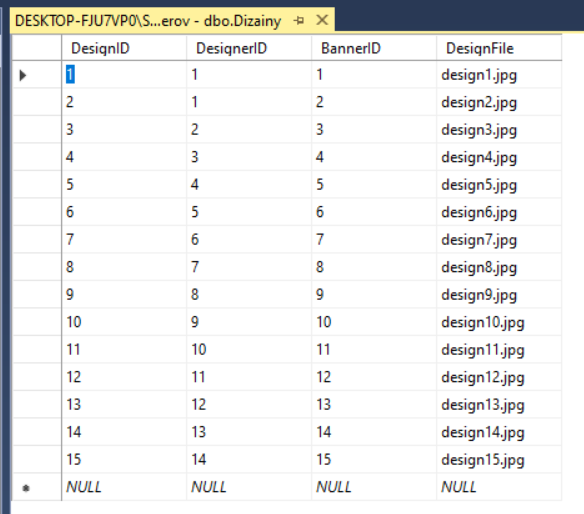 DESKTOP-FJU7VP0\S...erov - dbo.Dizainy
DesignID DesignerID BannerID DesignFile
1 1 1 design1.jpg
2 1 2 design2.jpg
3 2 3 design3.jpg
4 3 4 design4.jpg
5 4 5 design5.jpg
6 5 6 design6.jpg
7 6 7 design7.jpg
8 7 8 design8.jpg
9 8 9 design9.jpg
10 9 10 design10.jpg
11 10 11 design11.jpg
12 11 12 design12.jpg
13 12 13 design13.jpg
14 13 14 design14.jpg
15 14 15 design15.jpg
NULL NULL NULL NULL